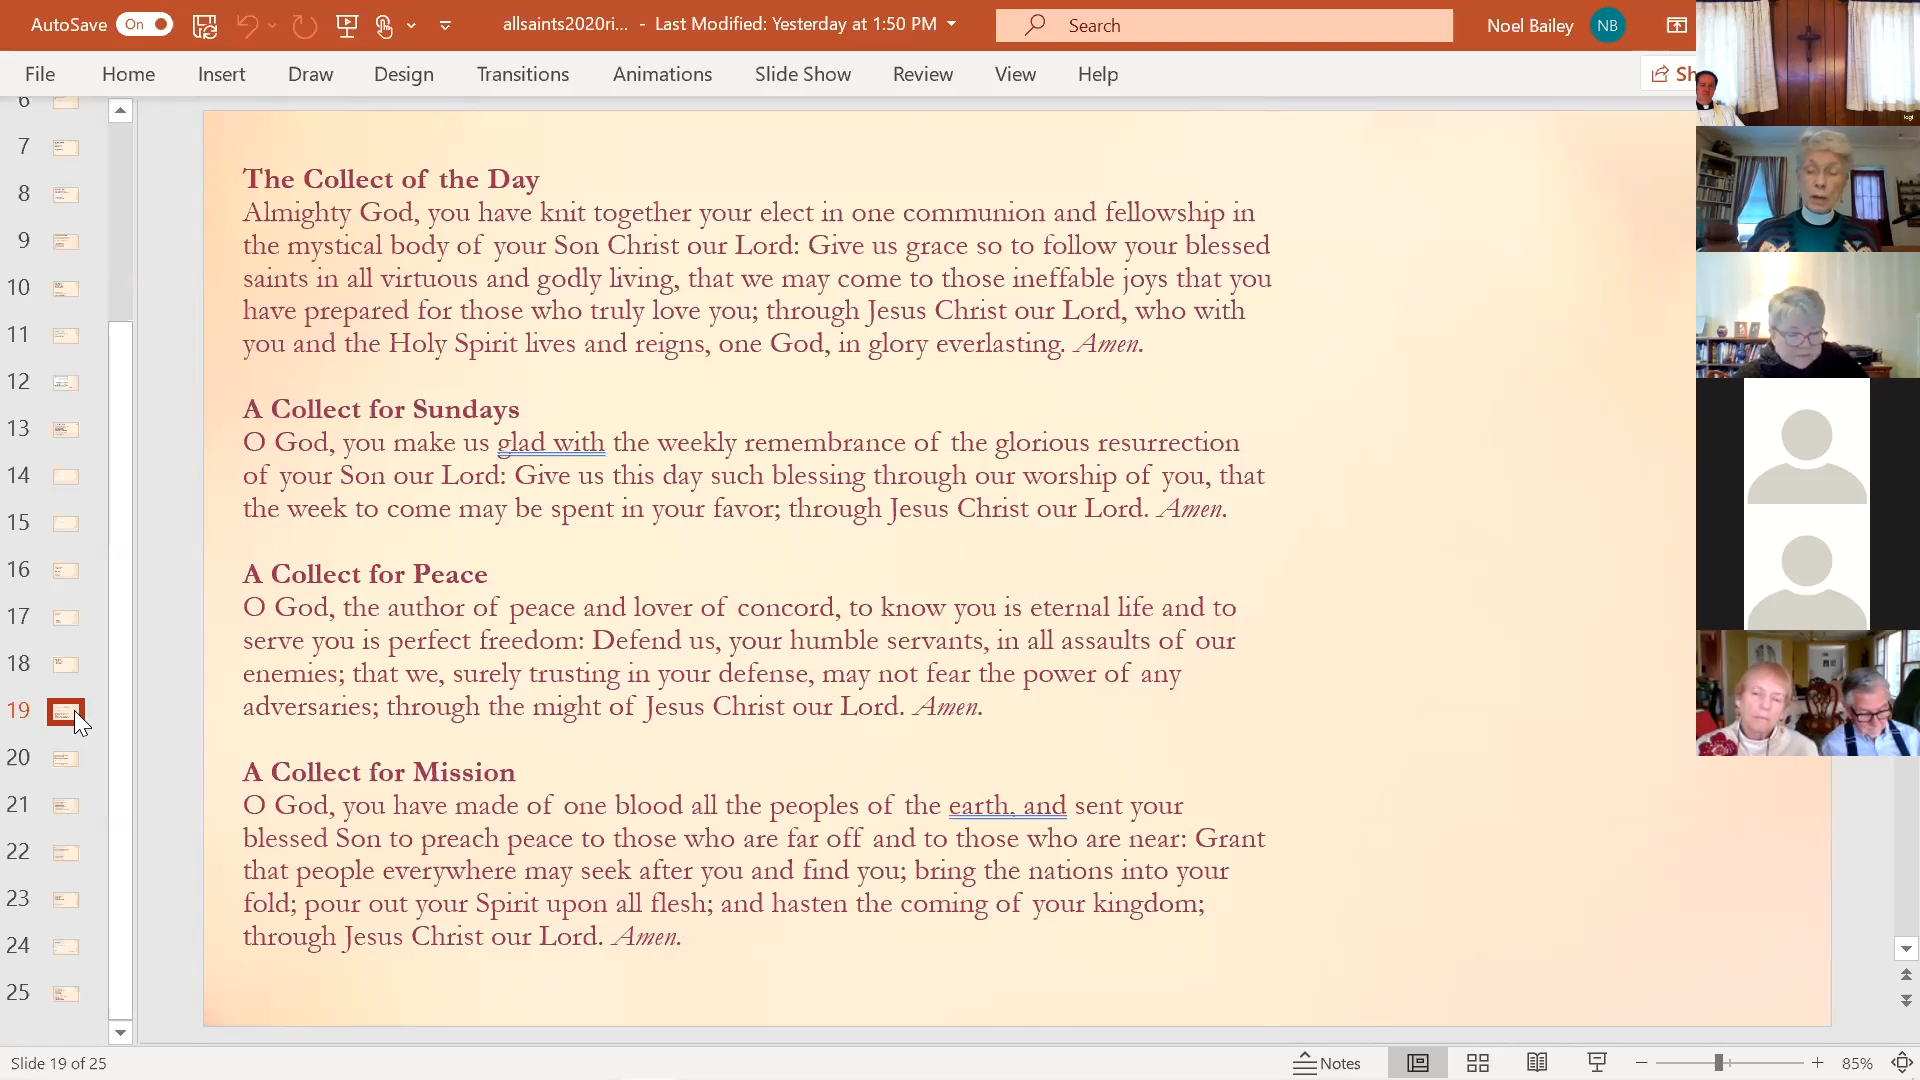 AutoSave On
allsaints2020ri... - Last Modified: Yesterday at 1:50 PM
Search
Noel Bailey NB
File Home Insert Draw Design Transitions Animations Slide Show Review View Help
6
7
8
9
10
11
12
13
14
15
16
17
18
19
20
21
22
23
24
25
The Collect of the Day
Almighty God, you have knit together your elect in one communion and fellowship in
the mystical body of your Son Christ our Lord: Give us grace so to follow your blessed
saints in all virtuous and godly living, that we may come to those ineffable joys that you
have prepared for those who truly love you; through Jesus Christ our Lord, who with
you and the Holy Spirit lives and reigns, one God, in glory everlasting. Amen.
A Collect for Sundays
O God, you make us glad with the weekly remembrance of the glorious resurrection
of your Son our Lord: Give us this day such blessing through our worship of you, that
the week to come may be spent in your favor; through Jesus Christ our Lord. Amen.
A Collect for Peace
O God, the author of peace and lover of concord, to know you is eternal life and to
serve you is perfect freedom: Defend us, your humble servants, in all assaults of our
enemies; that we, surely trusting in your defense, may not fear the power of any
adversaries; through the might of Jesus Christ our Lord. Amen.
A Collect for Mission
O God, you have made of one blood all the peoples of the earth, and sent your
blessed Son to preach peace to those who are far off and to those who are near: Grant
that people everywhere may seek after you and find you; bring the nations into your
fold; pour out your Spirit upon all flesh; and hasten the coming of your kingdom;
through Jesus Christ our Lord. Amen.
Slide 19 of 25
Notes
85%